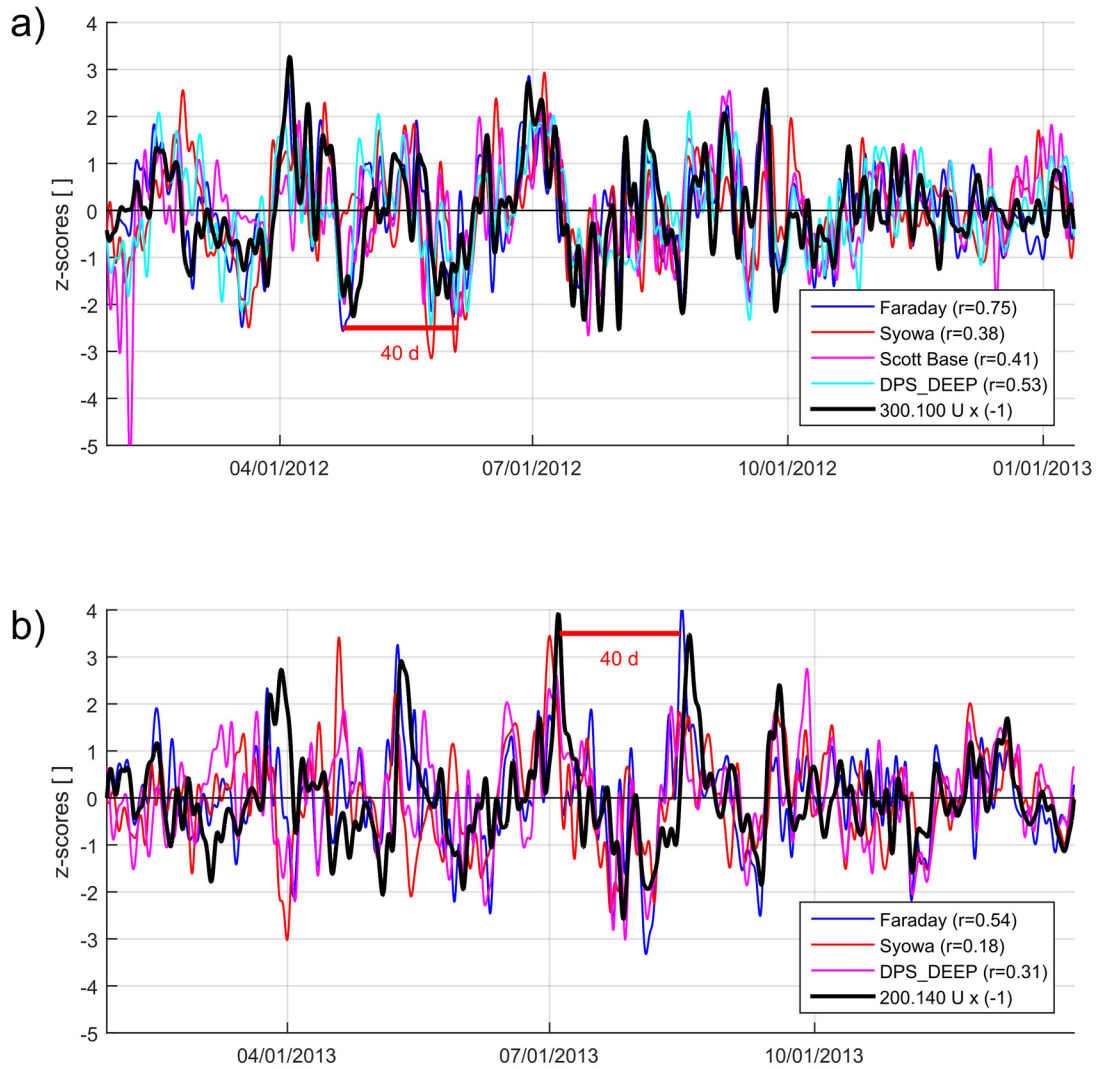 a)
4
3
2
1
0
-1
-2
-3
-4
-5
z-scores [ ]
40 d
Faraday (r=0.75)
Syowa (r=0.38)
Scott Base (r=0.41)
DPS_DEEP (r=0.53)
300.100 U x (-1)
04/01/2012
07/01/2012
10/01/2012
01/01/2013
b)
4
3
2
1
0
-1
-2
-3
-4
-5
z-scores [ ]
40 d
Faraday (r=0.54)
Syowa (r=0.18)
DPS_DEEP (r=0.31)
200.140 U x (-1)
04/01/2013
07/01/2013
10/01/2013